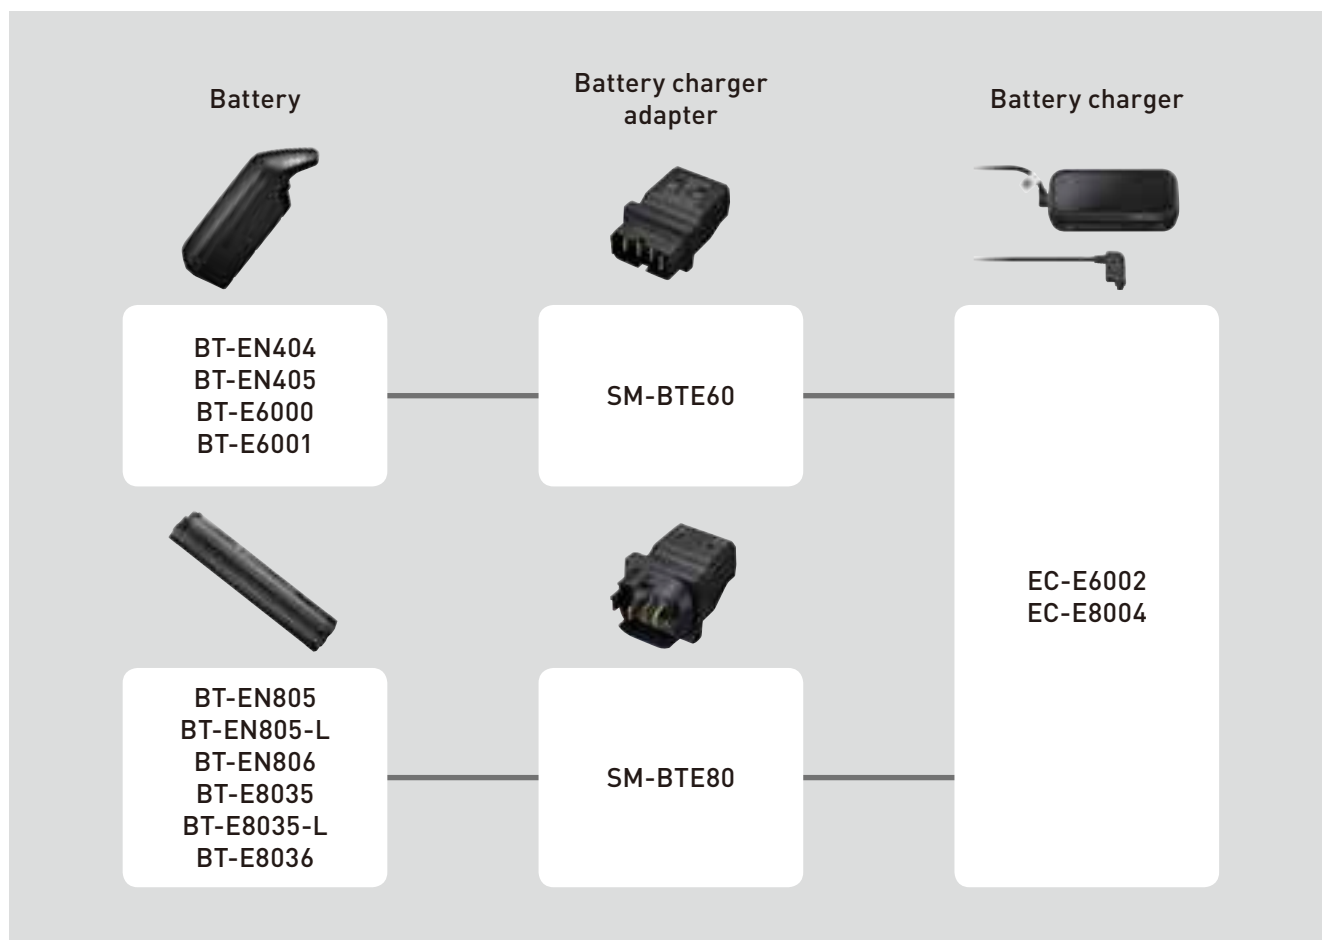 Battery
Battery charger
adapter
Battery charger
BT-EN404
BT-EN405
BT-E6000
BT-E6001
SM-BTE60
BT-EN805
BT-EN805-L
BT-EN806
BT-E8035
BT-E8035-L
BT-E8036
SM-BTE80
EC-E6002
EC-E8004